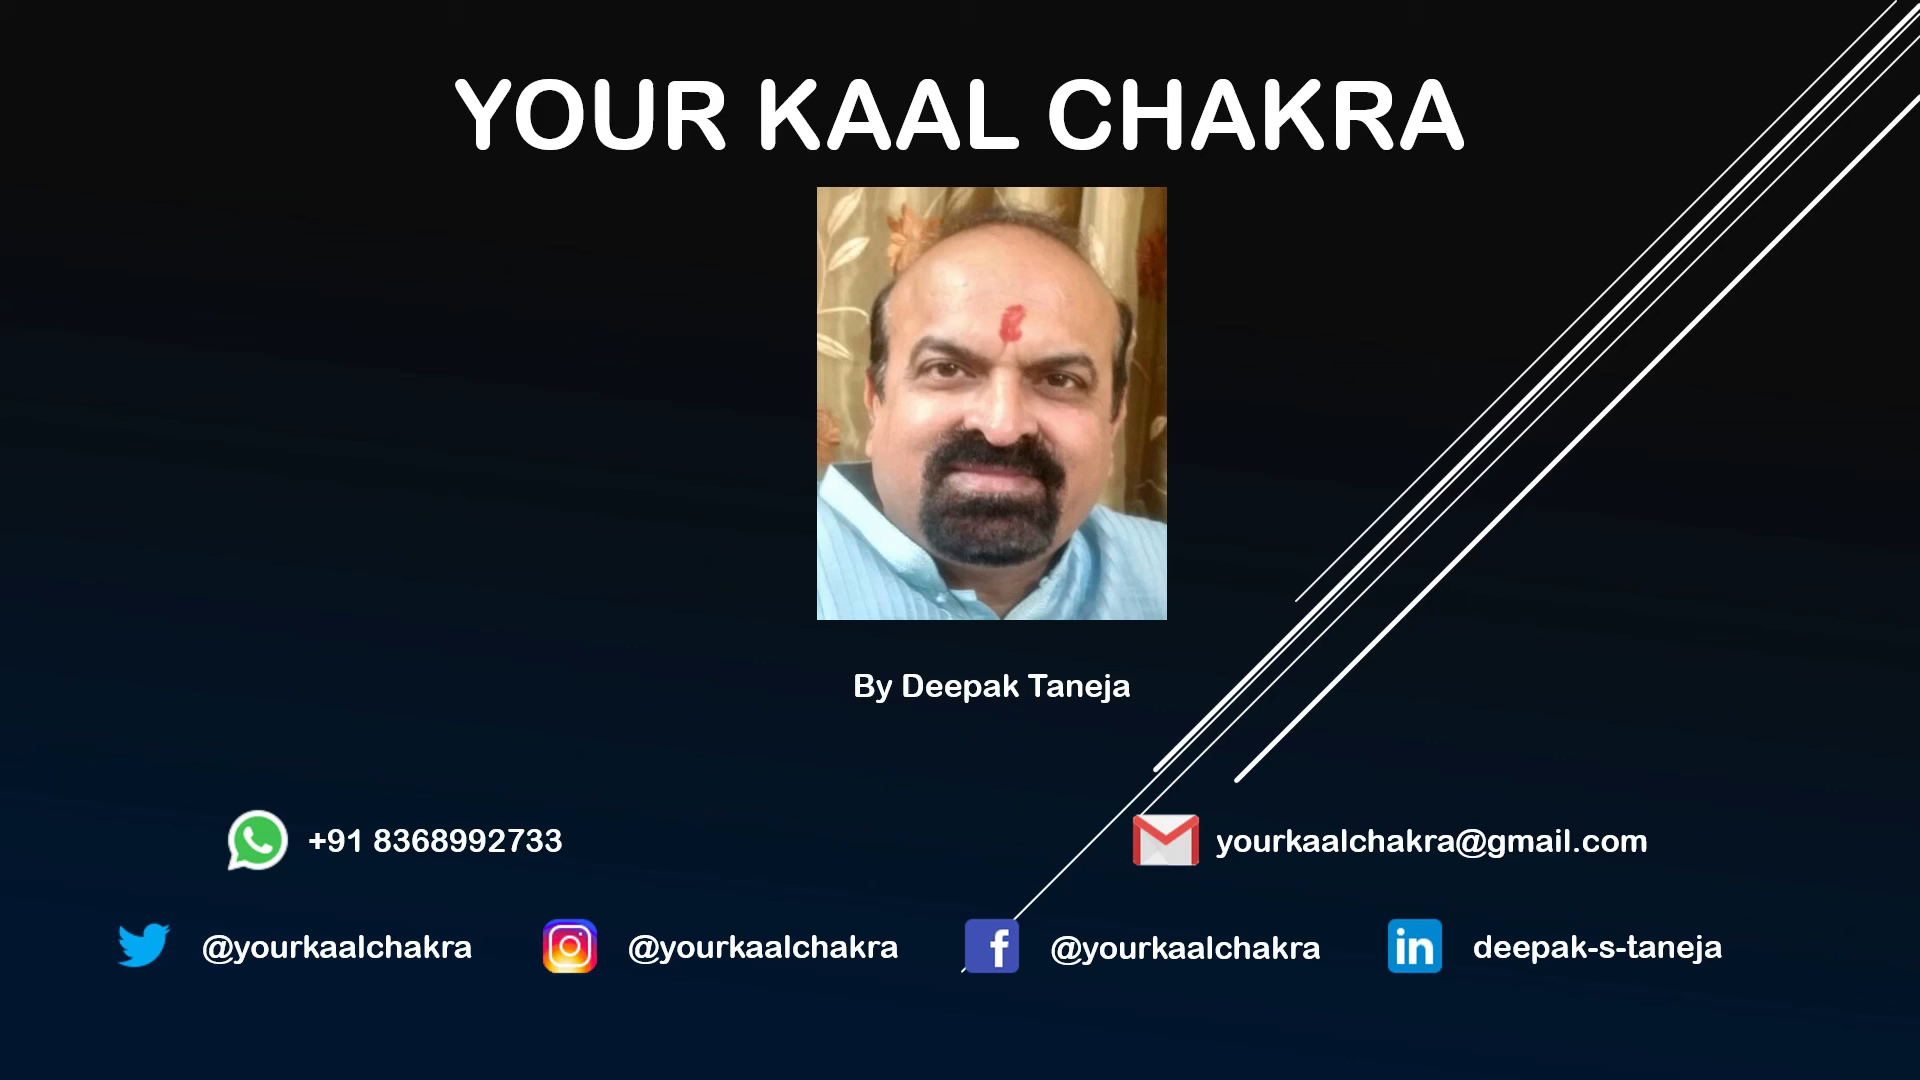 YOUR KAAL CHAKRA
By Deepak Taneja
+91 8368992733
yourkaalchakra@gmail.com
@yourkaalchakra
@yourkaalchakra
@yourkaalchakra
deepak-s-taneja